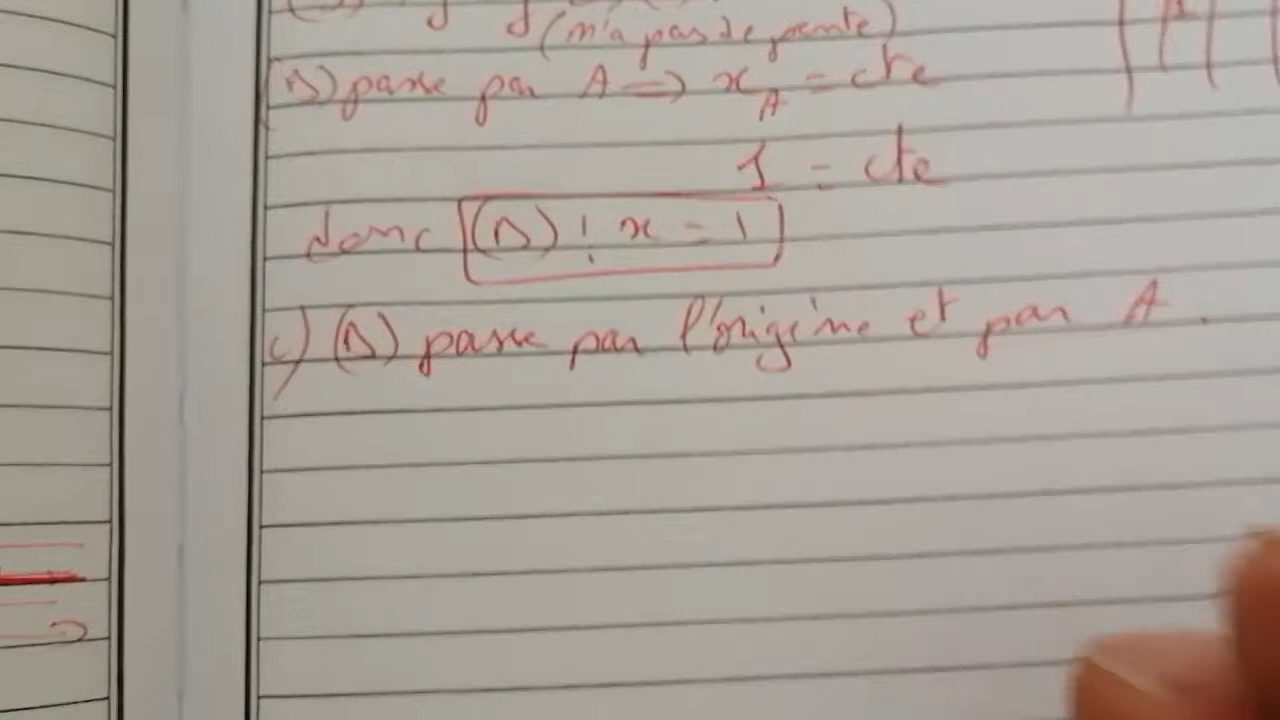 (n'a pas de pente)
(D) passe par A => x_A = cte
1 = cte
donc (D) : x = 1
c) (D) passe par l'origine et par A.